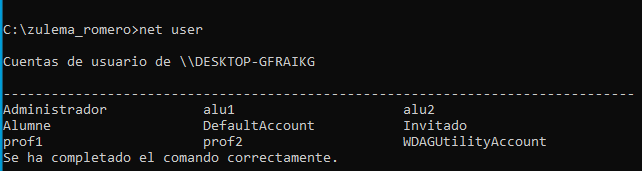 C:\zulema_romero>net user
Cuentas de usuario de \\DESKTOP-GFRAIKG
-------------------------------------------------------------------------------
Administrador            alu1                     alu2
Alumne                   DefaultAccount           Invitado
prof1                    prof2                    WDAGUtilityAccount
Se ha completado el comando correctamente.